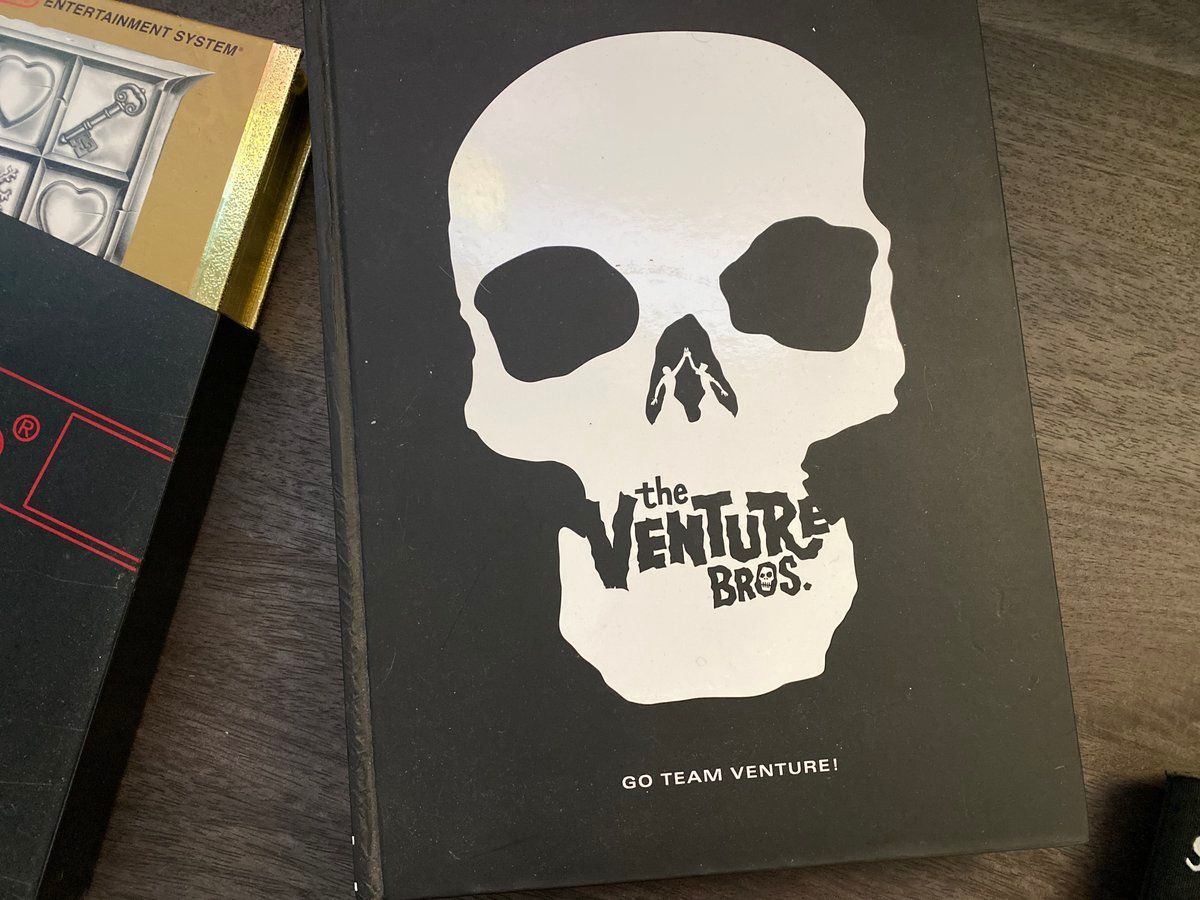 ENTERTAINMENT SYSTEM®
®
the
VENTURE
BROS.
GO TEAM VENTURE!